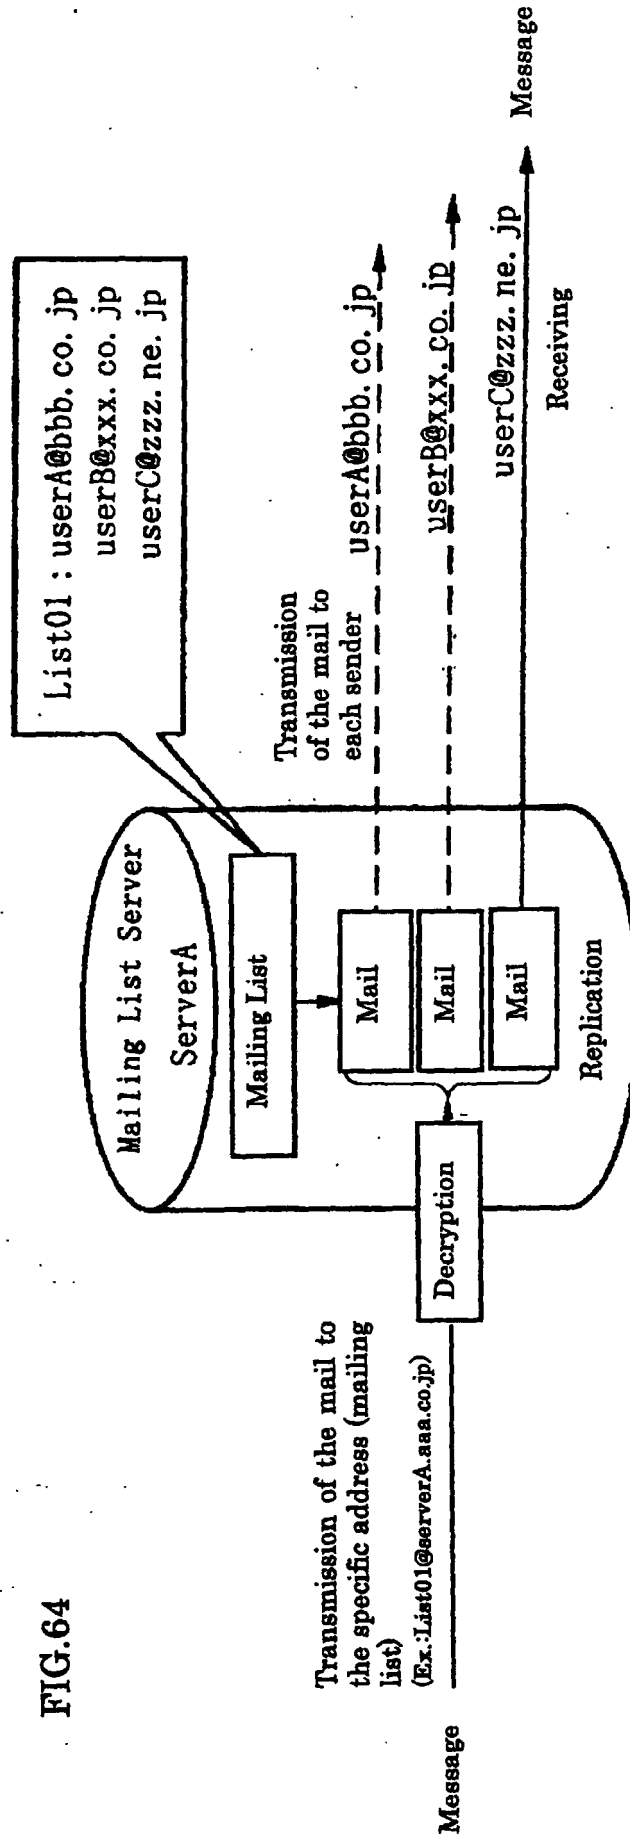 FIG.64
Mailing List Server
ServerA
List01 : userA@bbb. co. jp
userB@xxx. co. jp
userC@zzz. ne. jp
Mailing List
Transmission
of the mail to
each sender
Transmission of the mail to
the specific address (mailing
list)
(Ex.:List01@serverA.aaa.co.jp)
Message
Decryption
Mail
Mail
Mail
Replication
userA@bbb. co. jp
userB@xxx. co. jp
userC@zzz. ne. jp
Receiving
Message